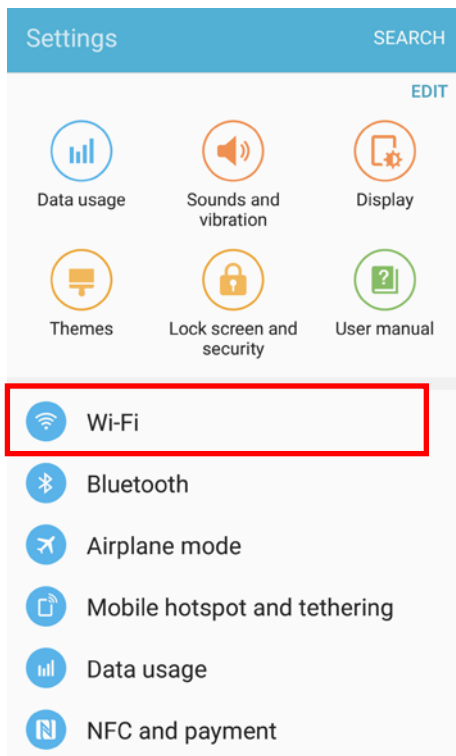 Settings SEARCH
EDIT
Data usage Sounds and vibration Display
Themes Lock screen and security User manual
Wi-Fi
Bluetooth
Airplane mode
Mobile hotspot and tethering
Data usage
NFC and payment